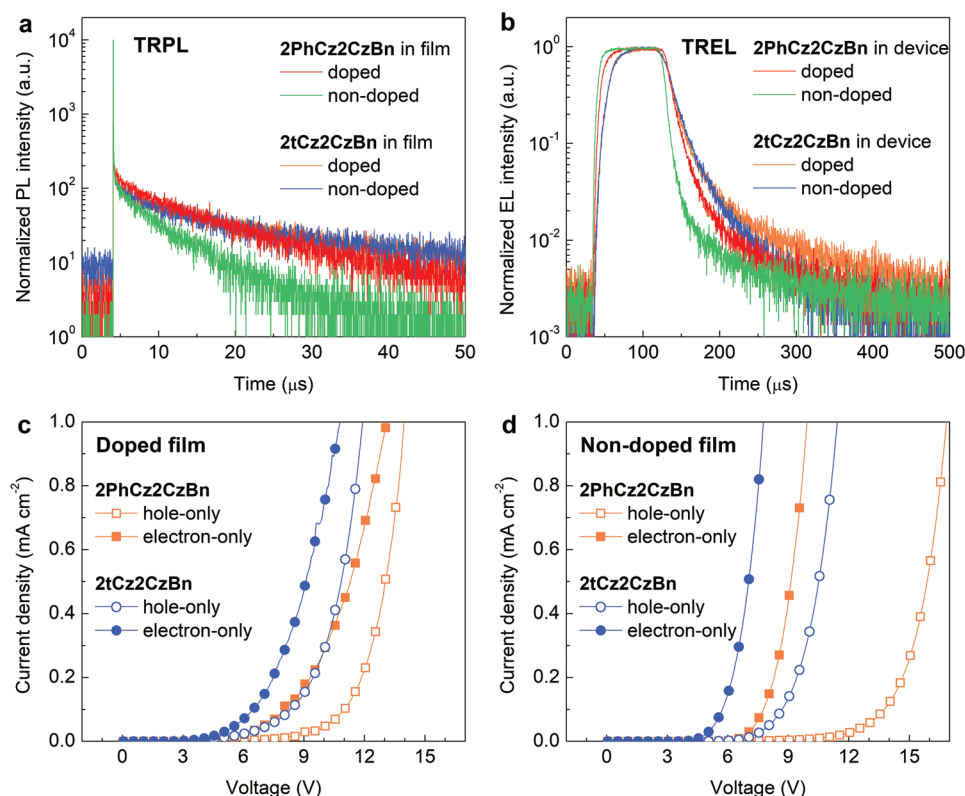 a
TRPL
2PhCz2CzBn in film
doped
non-doped
2tCz2CzBn in film
doped
non-doped
10⁴
10³
10²
10¹
10⁰
Normalized PL intensity (a.u.)
0 10 20 30 40 50
Time (μs)
b
TREL
2PhCz2CzBn in device
doped
non-doped
2tCz2CzBn in device
doped
non-doped
10⁰
10⁻¹
10⁻²
10⁻³
Normalized EL intensity (a.u.)
0 100 200 300 400 500
Time (μs)
c
Doped film
2PhCz2CzBn
hole-only
electron-only
2tCz2CzBn
hole-only
electron-only
1.0
0.8
0.6
0.4
0.2
0.0
Current density (mA cm⁻²)
0 3 6 9 12 15
Voltage (V)
d
Non-doped film
2PhCz2CzBn
hole-only
electron-only
2tCz2CzBn
hole-only
electron-only
1.0
0.8
0.6
0.4
0.2
0.0
Current density (mA cm⁻²)
0 3 6 9 12 15
Voltage (V)